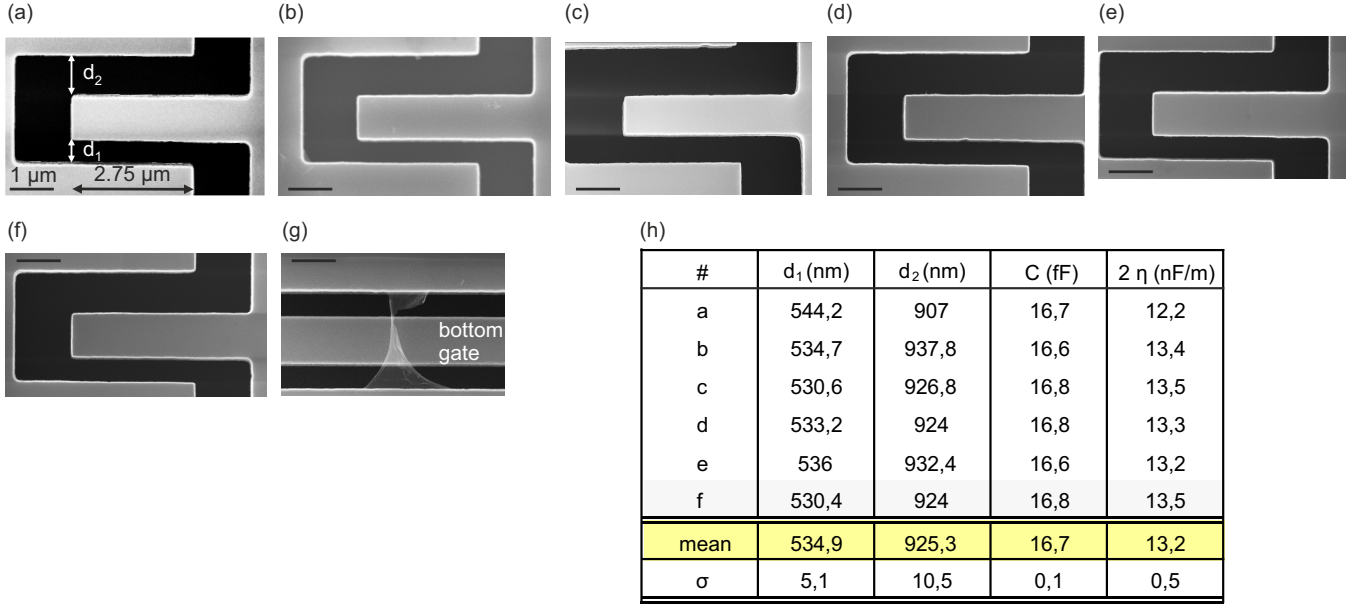 (a)
(b)
(c)
(d)
(e)
d₂
d₁
1 µm
2.75 µm
(f)
(g)
(h)
bottom
gate
# d₁ (nm) d₂ (nm) C (fF) 2 η (nF/m)
a 544,2 907 16,7 12,2
b 534,7 937,8 16,6 13,4
c 530,6 926,8 16,8 13,5
d 533,2 924 16,8 13,3
e 536 932,4 16,6 13,2
f 530,4 924 16,8 13,5
mean 534,9 925,3 16,7 13,2
σ 5,1 10,5 0,1 0,5